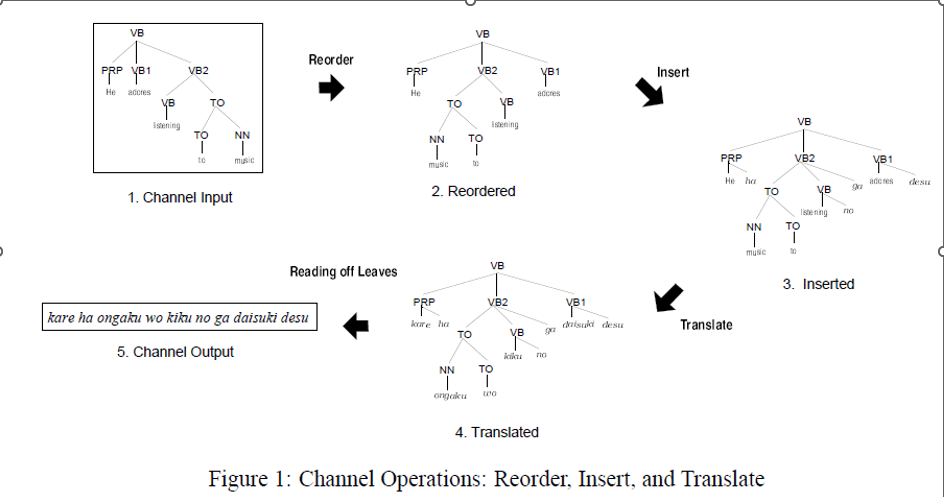 VB
PRP VB1 VB2
He adores
VB TO
listening
TO NN
to music
1. Channel Input
Reorder
VB
PRP VB2 VB1
He adores
TO VB
listening
NN TO
music to
2. Reordered
Insert
VB
PRP VB2 VB1
He ha ga adores desu
TO VB
listening no
NN TO
music to
3. Inserted
Translate
VB
PRP VB2 VB1
kare ha ga daisuki desu
TO VB
kiku no
NN TO
ongaku wo
4. Translated
Reading off Leaves
kare ha ongaku wo kiku no ga daisuki desu
5. Channel Output
Figure 1: Channel Operations: Reorder, Insert, and Translate